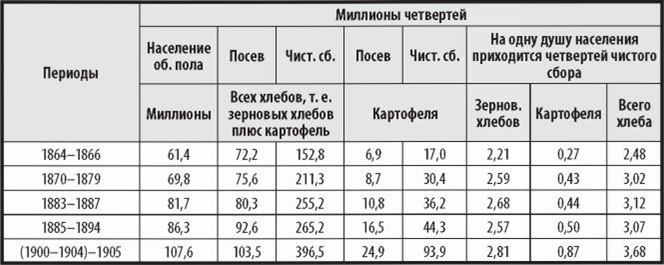 Периоды
Миллионы четвертей
Население об. пола
Посев
Чист. сб.
Посев
Чист. сб.
На одну душу населения приходится четвертей чистого сбора
Миллионы
Всех хлебов, т. е. зерновых хлебов плюс картофель
Картофеля
Зернов. хлебов
Картофеля
Всего хлеба
1864–1866 61,4 72,2 152,8 6,9 17,0 2,21 0,27 2,48
1870–1879 69,8 75,6 211,3 8,7 30,4 2,59 0,43 3,02
1883–1887 81,7 80,3 255,2 10,8 36,2 2,68 0,44 3,12
1885–1894 86,3 92,6 265,2 16,5 44,3 2,57 0,50 3,07
(1900–1904)–1905 107,6 103,5 396,5 24,9 93,9 2,81 0,87 3,68